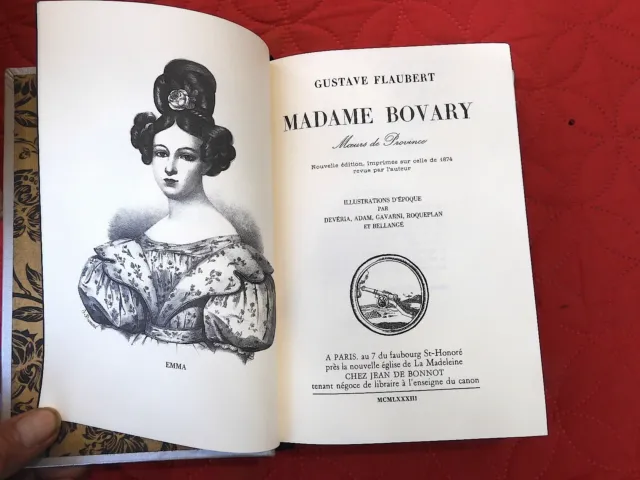 EMMA
GUSTAVE FLAUBERT
MADAME BOVARY
Mœurs de Province
Nouvelle édition, imprimée sur celle de 1874
revue par l'auteur
ILLUSTRATIONS D'ÉPOQUE
PAR
DEVÉRIA, ADAM, GAVARNI, ROQUEPLAN
ET BELLANGÉ
A PARIS, au 7 du faubourg St-Honoré
près la nouvelle église de La Madeleine
CHEZ JEAN DE BONNOT
tenant négoce de libraire à l'enseigne du canon
MCMLXXXIII